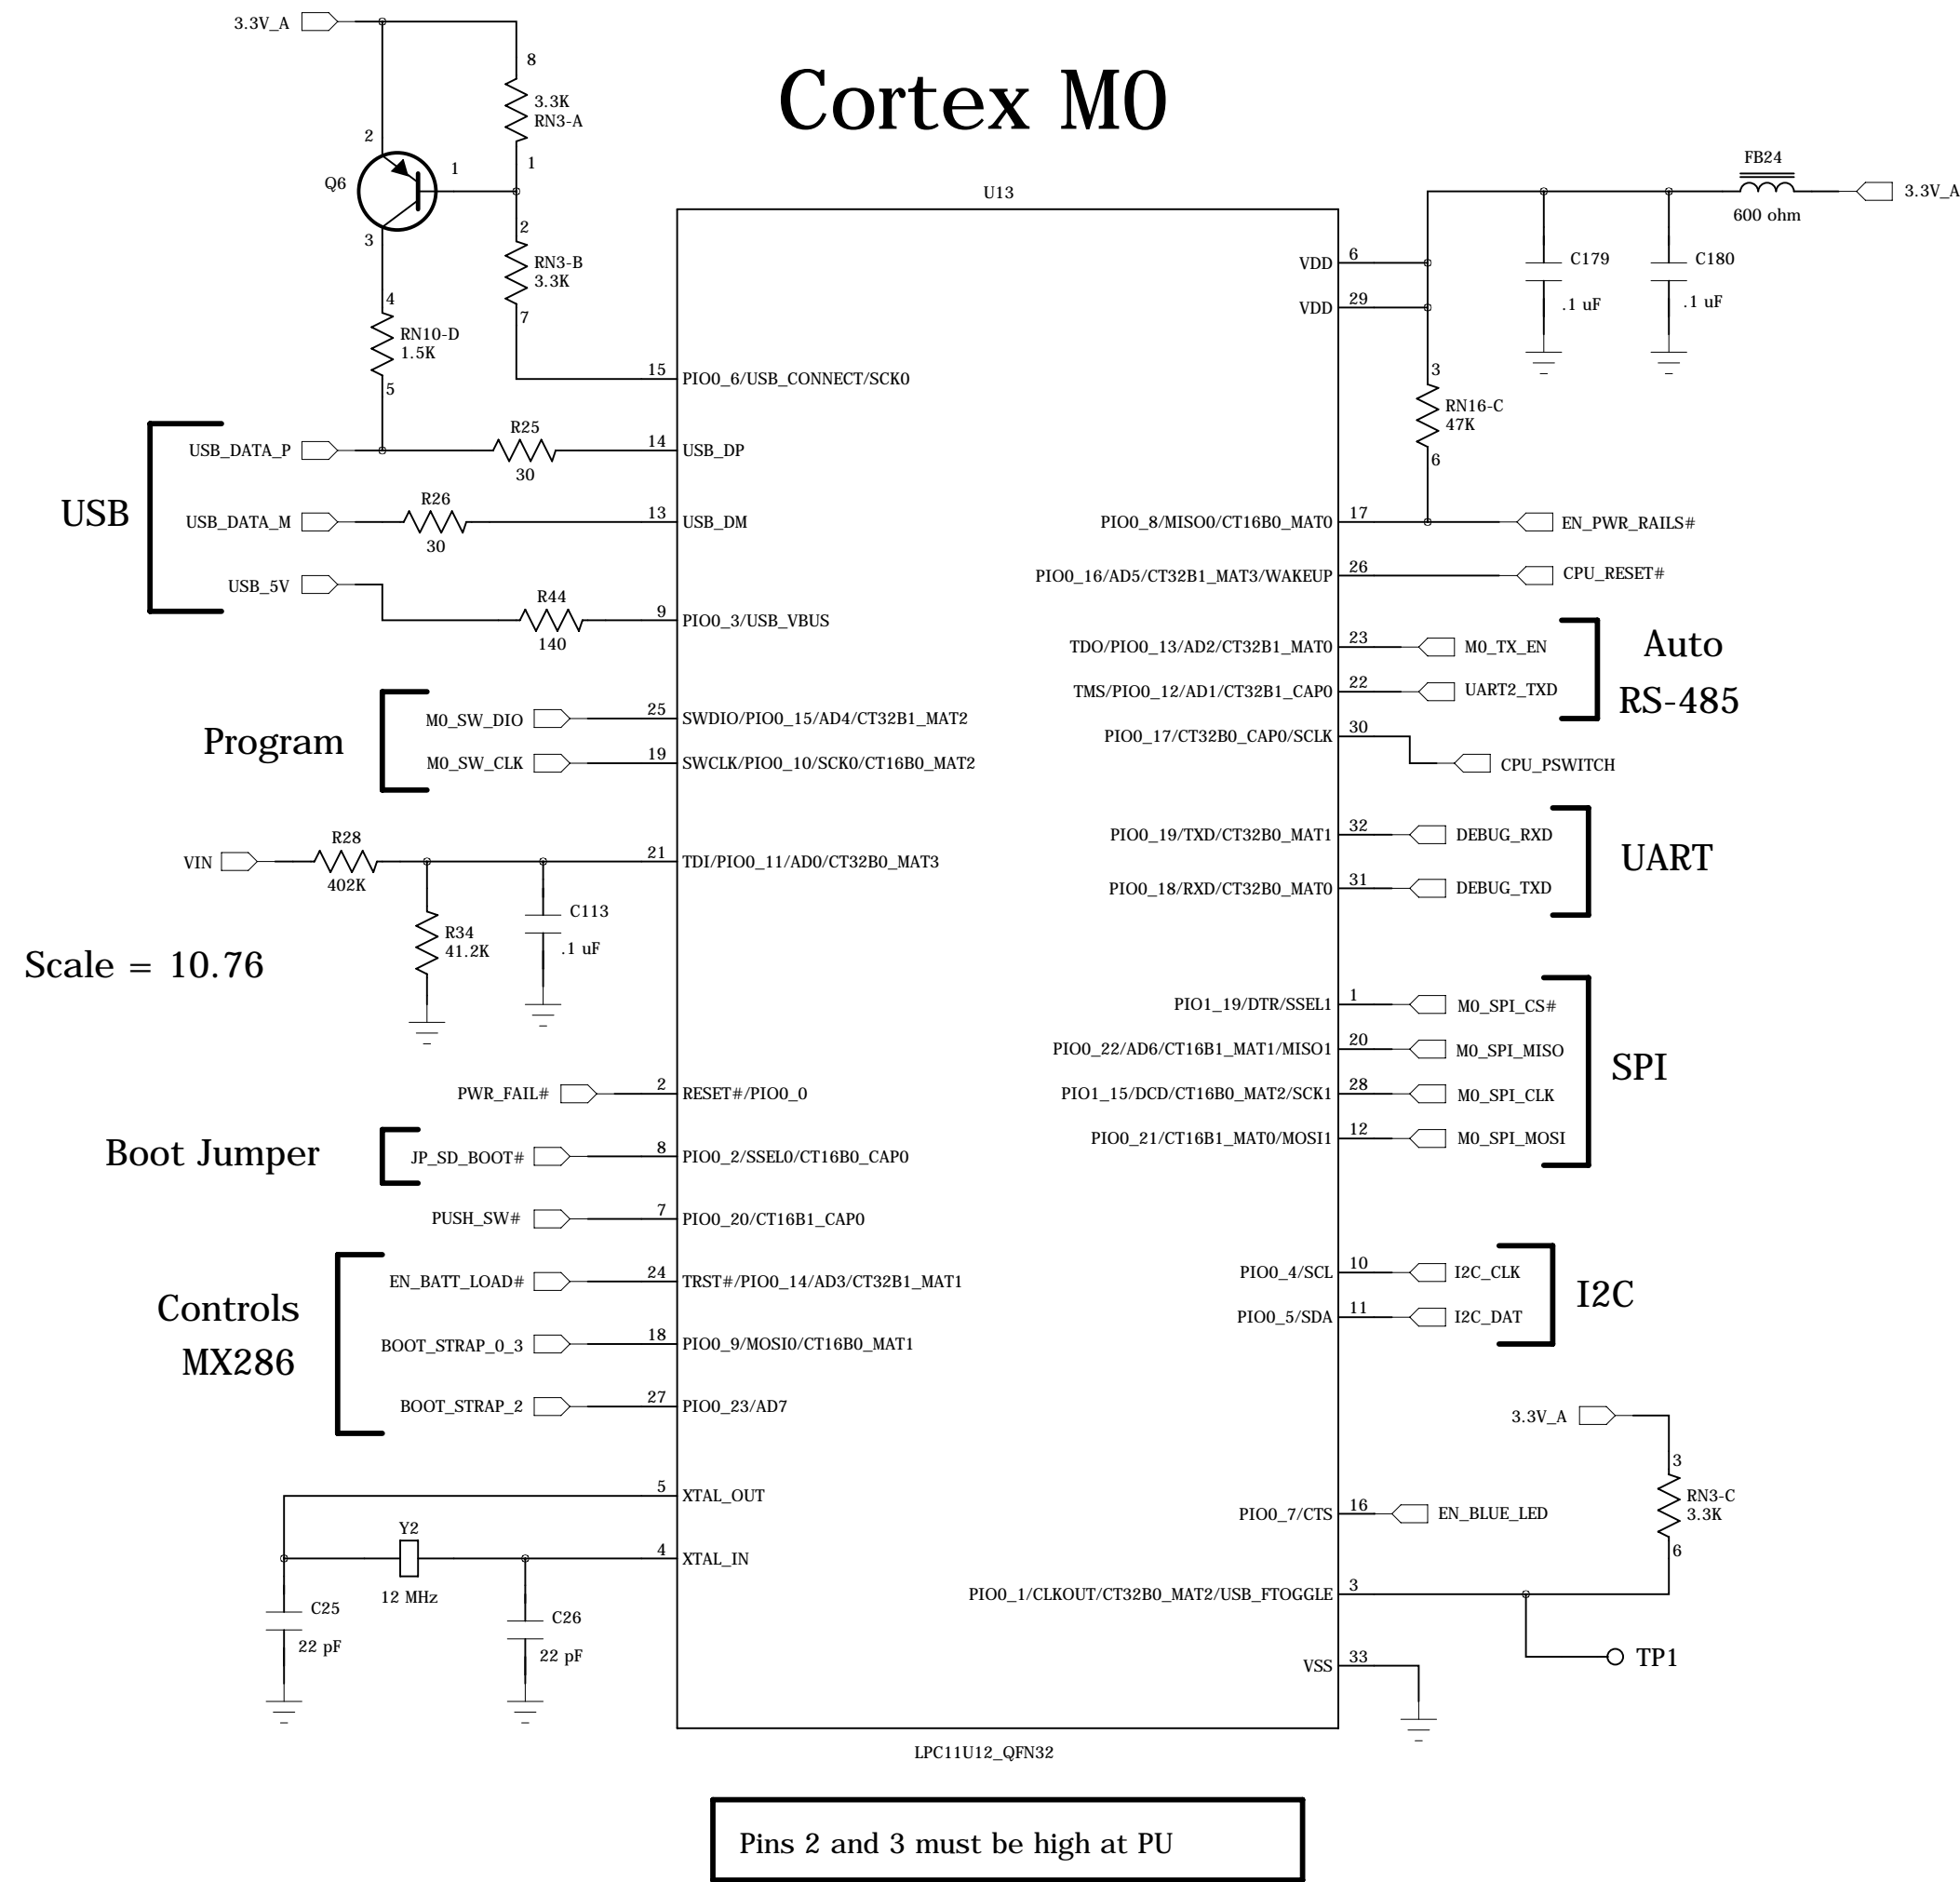 Cortex M0
3.3V_A
8
3.3K
RN3-A
1
2
Q6
1
3
2
RN3-B
3.3K
7
4
RN10-D
1.5K
5
U13
FB24
600 ohm
3.3V_A
C179
.1 uF
C180
.1 uF
VDD 6
VDD 29
3
RN16-C
47K
6
15 PIO0_6/USB_CONNECT/SCK0
USB
USB_DATA_P
R25
30
14 USB_DP
USB_DATA_M
R26
30
13 USB_DM
USB_5V
R44
140
9 PIO0_3/USB_VBUS
PIO0_8/MISO0/CT16B0_MAT0 17 EN_PWR_RAILS#
PIO0_16/AD5/CT32B1_MAT3/WAKEUP 26 CPU_RESET#
TDO/PIO0_13/AD2/CT32B1_MAT0 23 M0_TX_EN
TMS/PIO0_12/AD1/CT32B1_CAP0 22 UART2_TXD
Auto
RS-485
PIO0_17/CT32B0_CAP0/SCLK 30
CPU_PSWITCH
Program
M0_SW_DIO 25 SWDIO/PIO0_15/AD4/CT32B1_MAT2
M0_SW_CLK 19 SWCLK/PIO0_10/SCK0/CT16B0_MAT2
PIO0_19/TXD/CT32B0_MAT1 32 DEBUG_RXD
PIO0_18/RXD/CT32B0_MAT0 31 DEBUG_TXD
UART
VIN
R28
402K
21 TDI/PIO0_11/AD0/CT32B0_MAT3
R34
41.2K
C113
.1 uF
Scale = 10.76
PIO1_19/DTR/SSEL1 1 M0_SPI_CS#
PIO0_22/AD6/CT16B1_MAT1/MISO1 20 M0_SPI_MISO
PIO1_15/DCD/CT16B0_MAT2/SCK1 28 M0_SPI_CLK
PIO0_21/CT16B1_MAT0/MOSI1 12 M0_SPI_MOSI
SPI
PWR_FAIL# 2 RESET#/PIO0_0
Boot Jumper
JP_SD_BOOT# 8 PIO0_2/SSEL0/CT16B0_CAP0
PUSH_SW# 7 PIO0_20/CT16B1_CAP0
Controls
MX286
EN_BATT_LOAD# 24 TRST#/PIO0_14/AD3/CT32B1_MAT1
BOOT_STRAP_0_3 18 PIO0_9/MOSI0/CT16B0_MAT1
BOOT_STRAP_2 27 PIO0_23/AD7
PIO0_4/SCL 10 I2C_CLK
PIO0_5/SDA 11 I2C_DAT
I2C
5 XTAL_OUT
Y2
12 MHz
4 XTAL_IN
C25
22 pF
C26
22 pF
3.3V_A
3
RN3-C
3.3K
6
PIO0_7/CTS 16 EN_BLUE_LED
PIO0_1/CLKOUT/CT32B0_MAT2/USB_FTOGGLE 3
TP1
VSS 33
LPC11U12_QFN32
Pins 2 and 3 must be high at PU